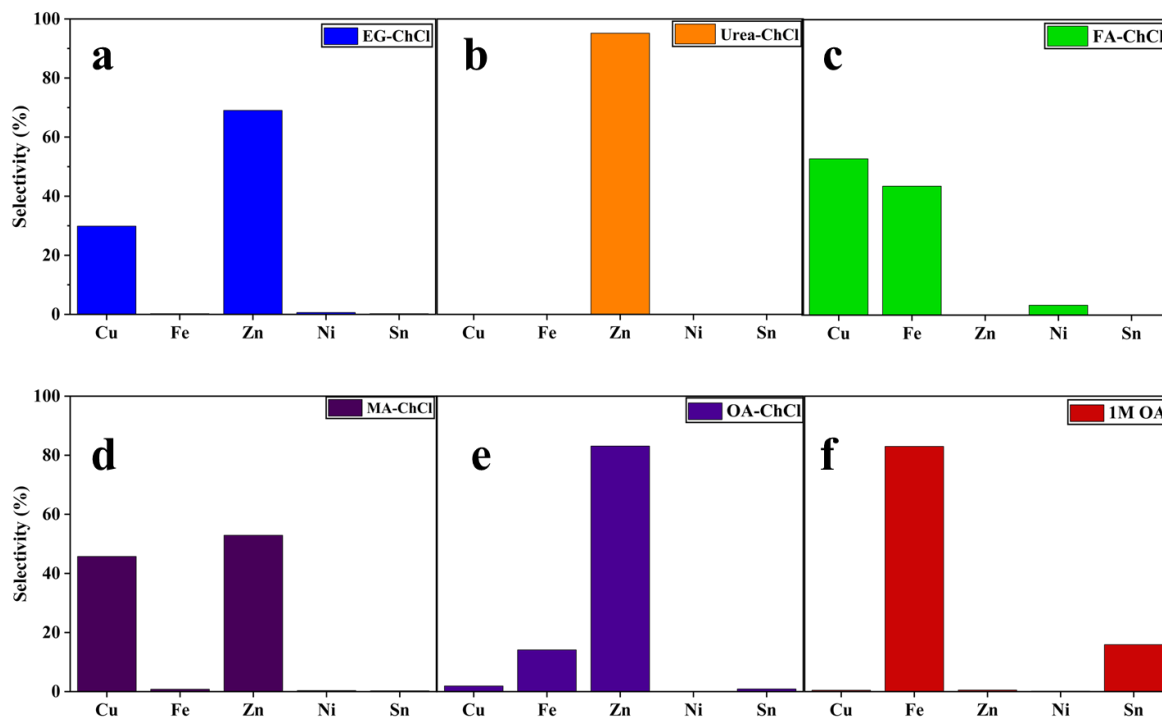 100
80
60
40
20
0
Selectivity (%)
a
EG-ChCl
Cu Fe Zn Ni Sn
b
Urea-ChCl
Cu Fe Zn Ni Sn
c
FA-ChCl
Cu Fe Zn Ni Sn
100
80
60
40
20
0
Selectivity (%)
d
MA-ChCl
Cu Fe Zn Ni Sn
e
OA-ChCl
Cu Fe Zn Ni Sn
f
1M OA
Cu Fe Zn Ni Sn